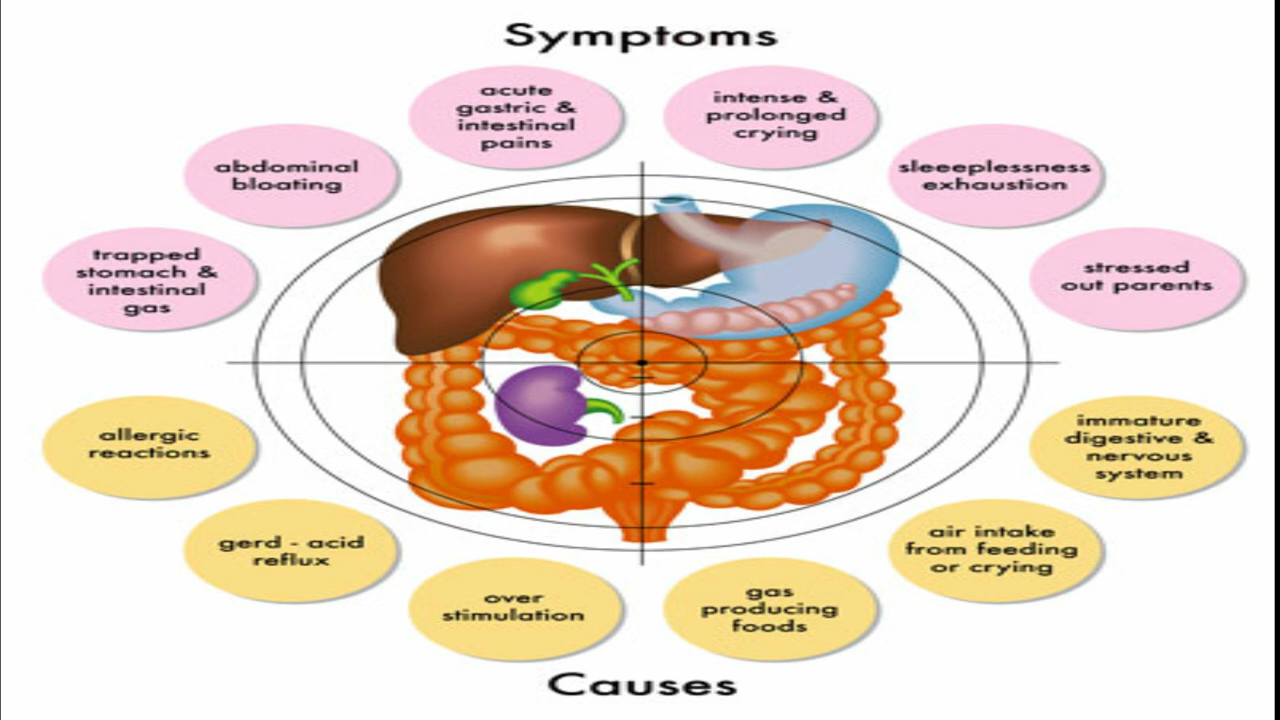 Symptoms
acute
gastric &
intestinal
pains
intense &
prolonged
crying
abdominal
bloating
sleeeplessness
exhaustion
trapped
stomach &
intestinal
gas
stressed
out parents
allergic
reactions
immature
digestive &
nervous
system
gerd - acid
reflux
air intake
from feeding
or crying
over
stimulation
gas
producing
foods
Causes